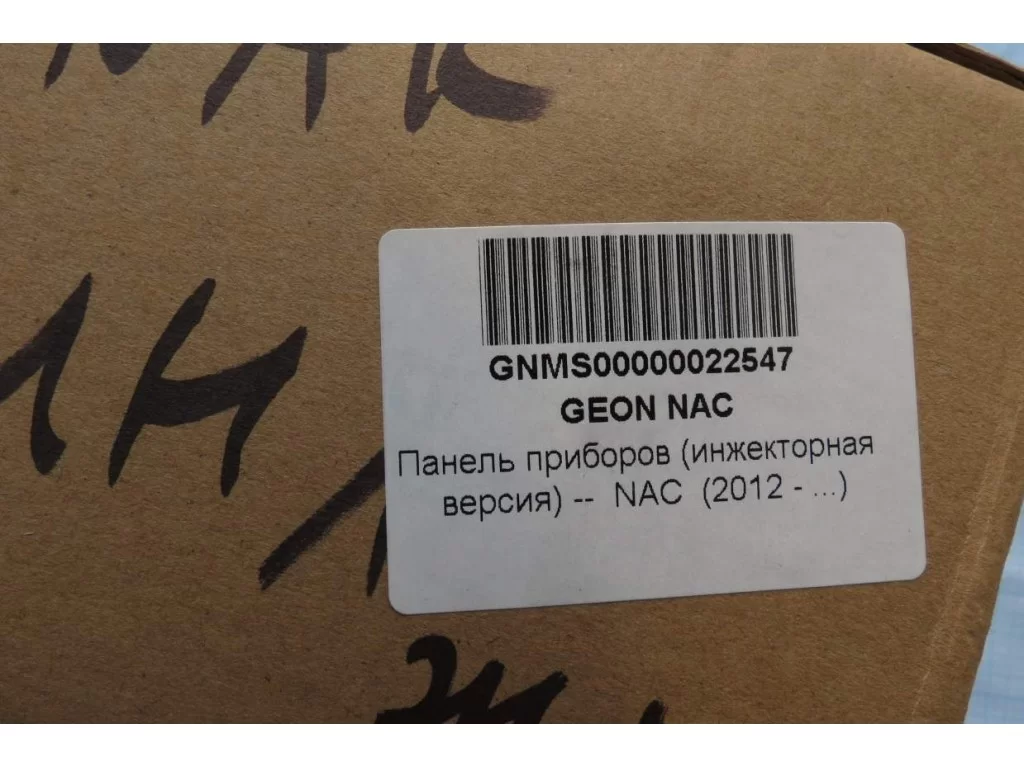 GNMS00000022547
GEON NAC
Панель приборов (инжекторная
версия) -- NAC (2012 - ...)